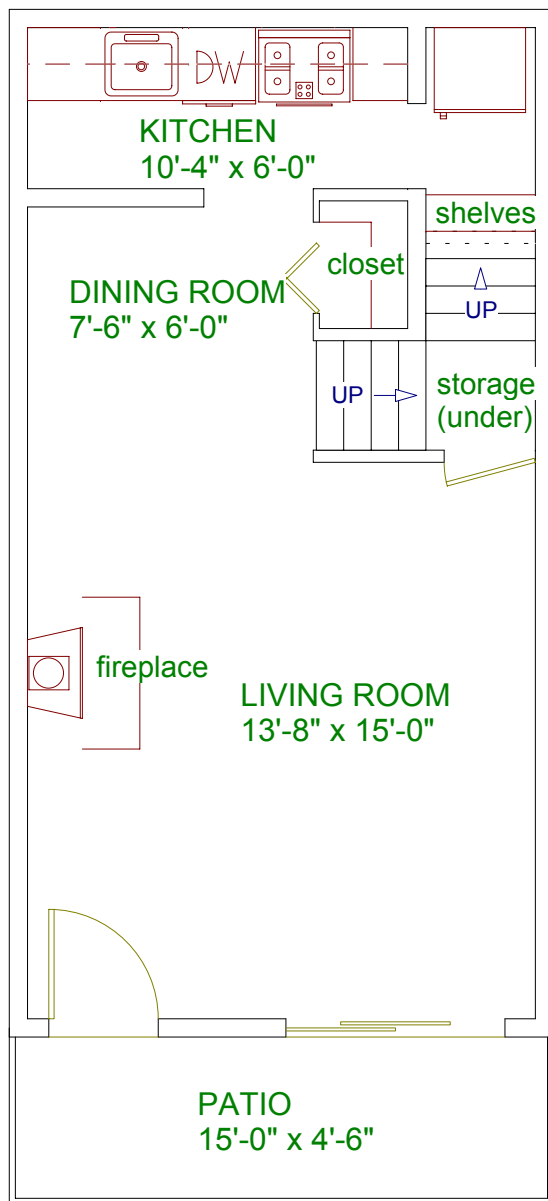 DW
KITCHEN
10'-4" x 6'-0"
shelves
closet
DINING ROOM
7'-6" x 6'-0"
UP
UP
storage
(under)
fireplace
LIVING ROOM
13'-8" x 15'-0"
PATIO
15'-0" x 4'-6"